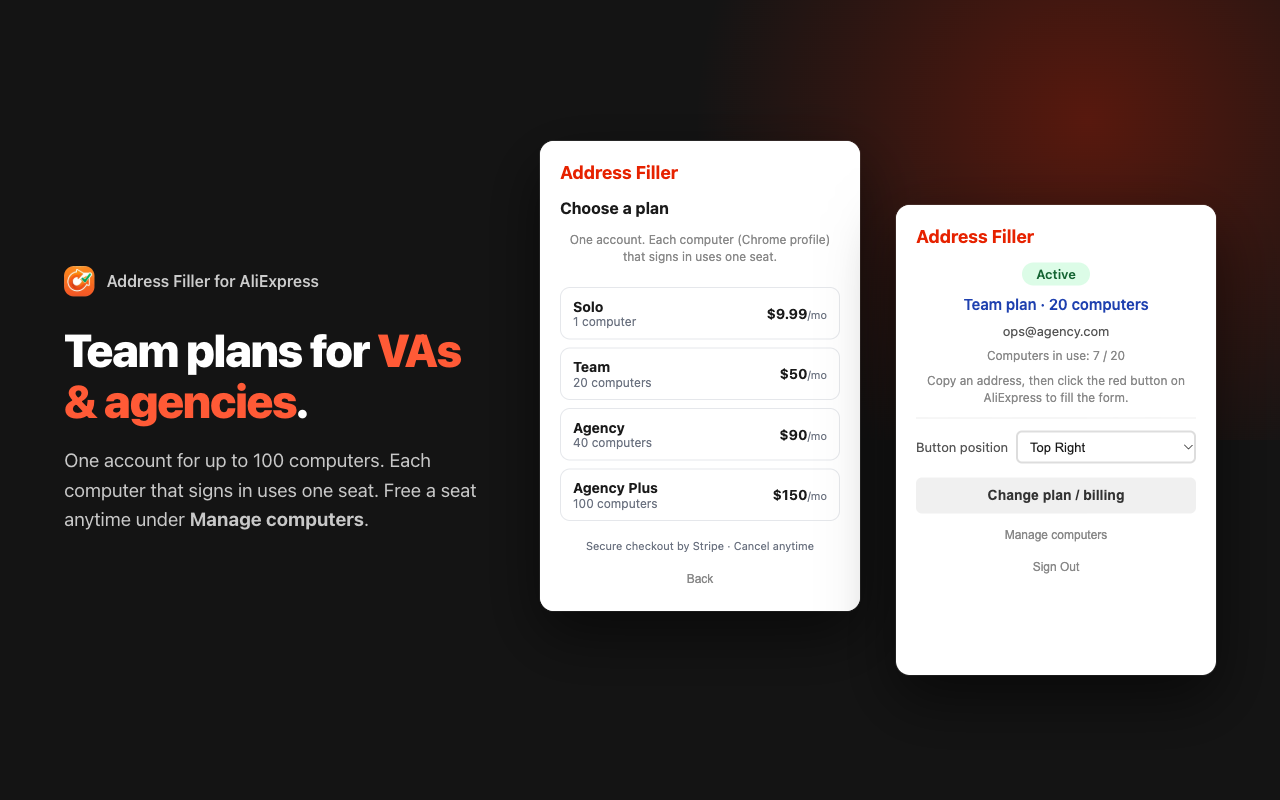 Address Filler for AliExpress
Team plans for VAs
& agencies.
One account for up to 100 computers. Each
computer that signs in uses one seat. Free a seat
anytime under Manage computers.
Address Filler
Choose a plan
One account. Each computer (Chrome profile)
that signs in uses one seat.
Solo
1 computer
$9.99/mo
Team
20 computers
$50/mo
Agency
40 computers
$90/mo
Agency Plus
100 computers
$150/mo
Secure checkout by Stripe · Cancel anytime
Back
Address Filler
Active
Team plan · 20 computers
ops@agency.com
Computers in use: 7 / 20
Copy an address, then click the red button on
AliExpress to fill the form.
Button position
Top Right
Change plan / billing
Manage computers
Sign Out